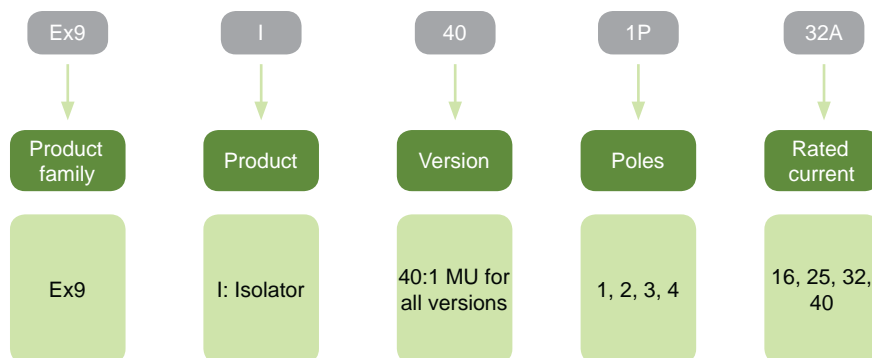 Ex9
I
40
1P
32A
Product
family
Product
Version
Poles
Rated
current
Ex9
I: Isolator
40:1 MU for
all versions
1, 2, 3, 4
16, 25, 32,
40